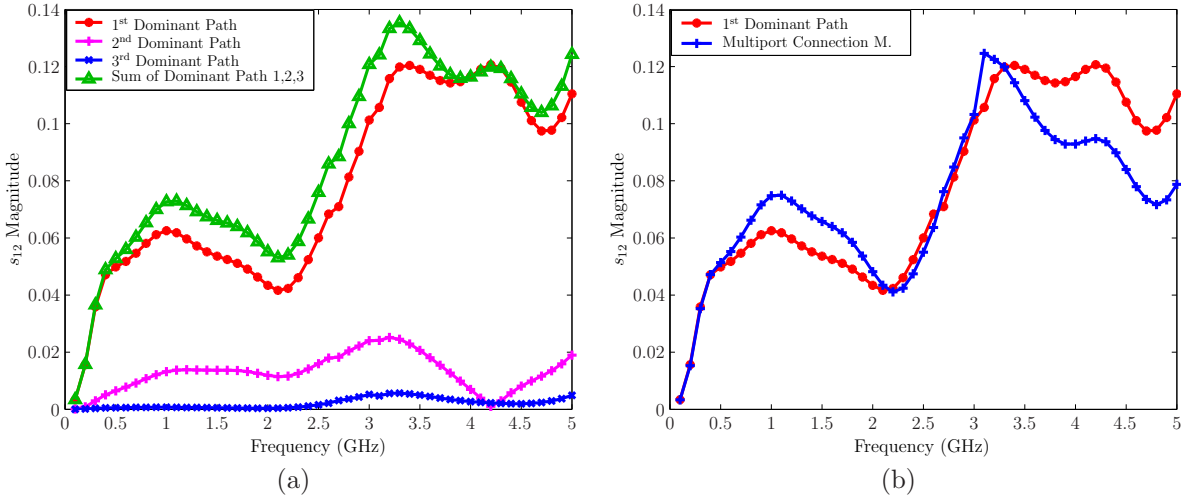 0.14
0.12
0.1
0.08
0.06
0.04
0.02
0
s12 Magnitude
1st Dominant Path
2nd Dominant Path
3rd Dominant Path
Sum of Dominant Path 1,2,3
0 0.5 1 1.5 2 2.5 3 3.5 4 4.5 5
Frequency (GHz)
(a)
0.14
0.12
0.1
0.08
0.06
0.04
0.02
0
s12 Magnitude
1st Dominant Path
Multiport Connection M.
0 0.5 1 1.5 2 2.5 3 3.5 4 4.5 5
Frequency (GHz)
(b)